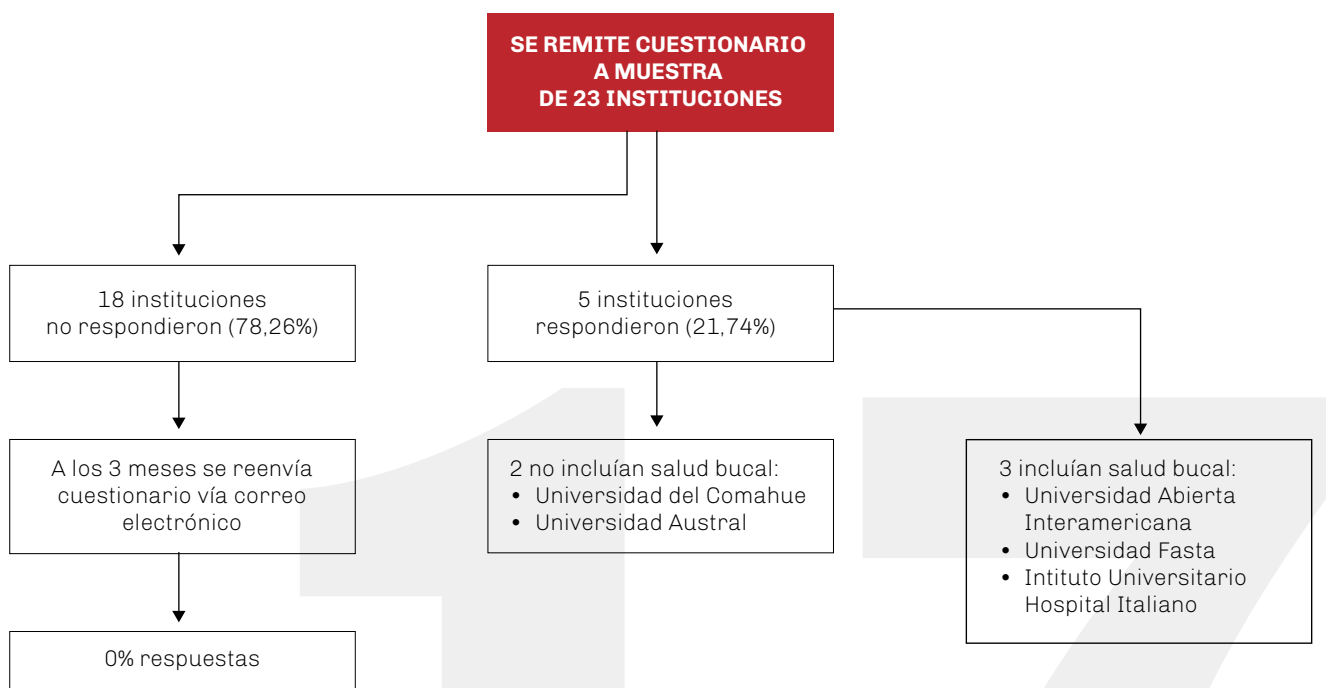 SE REMITE CUESTIONARIO
A MUESTRA
DE 23 INSTITUCIONES
18 instituciones
no respondieron (78,26%)
5 instituciones
respondieron (21,74%)
A los 3 meses se reenvía
cuestionario vía correo
electrónico
2 no incluían salud bucal:
• Universidad del Comahue
• Universidad Austral
3 incluían salud bucal:
• Universidad Abierta
Interamericana
• Universidad Fasta
• Intituto Universitario
Hospital Italiano
0% respuestas
17